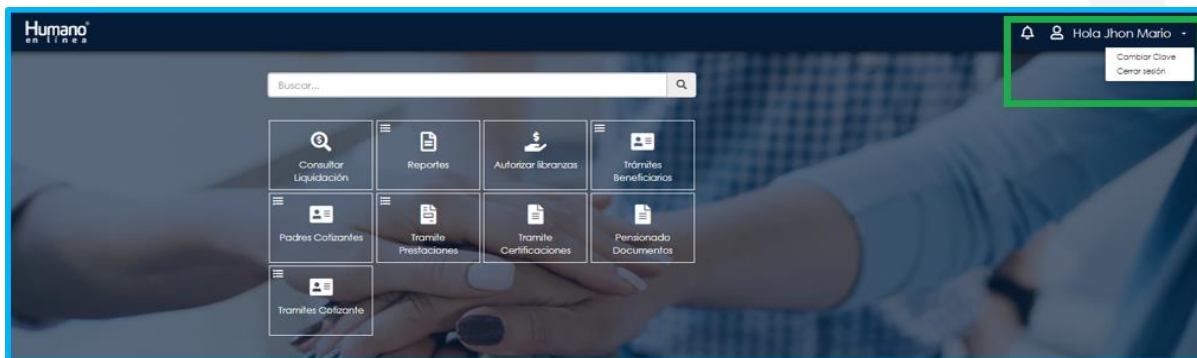 Humano
en línea
Hola Jhon Mario
Cambiar Clave
Cerrar sesión
Buscar...
Consultar
Liquidación
Reportes
Autorizar libranzas
Trámites
Beneficiarios
Padres Cotizantes
Tramite
Prestaciones
Tramite
Certificaciones
Pensionado
Documentos
Tramites Cotizante